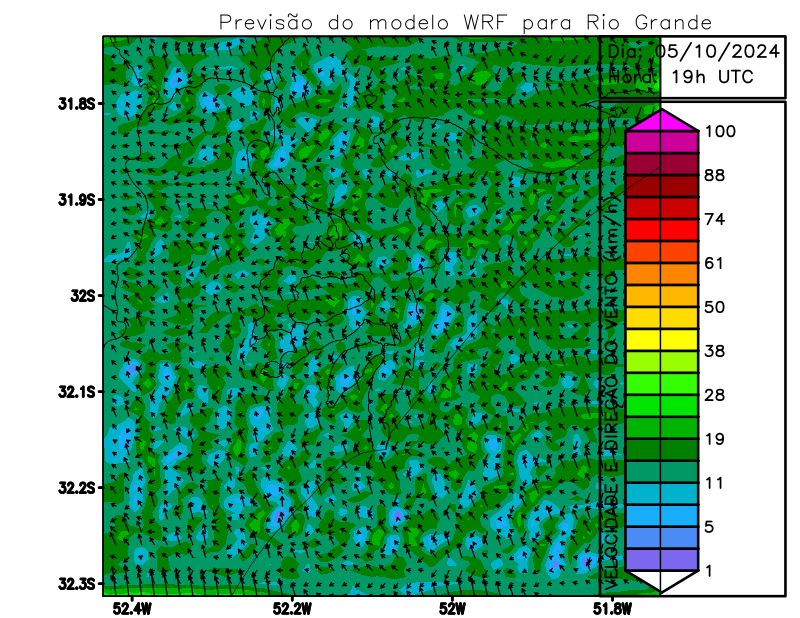 Previsão do modelo WRF para Rio Grande
Dia: 05/10/2024
Hora: 19h UTC
31.8S
31.9S
32S
32.1S
32.2S
32.3S
52.4W
52.2W
52W
51.8W
VELOCIDADE E DIREÇÃO DO VENTO (km/h)
100
88
74
61
50
38
28
19
11
5
1